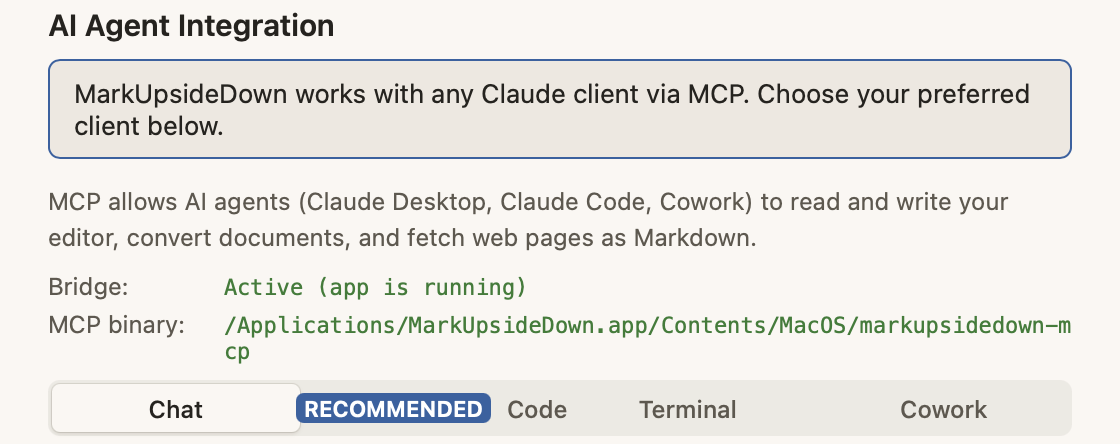 AI Agent Integration
MarkUpsideDown works with any Claude client via MCP. Choose your preferred
client below.
MCP allows AI agents (Claude Desktop, Claude Code, Cowork) to read and write your
editor, convert documents, and fetch web pages as Markdown.
Bridge: Active (app is running)
MCP binary: /Applications/MarkUpsideDown.app/Contents/MacOS/markupsidedown-m
cp
Chat RECOMMENDED Code Terminal Cowork